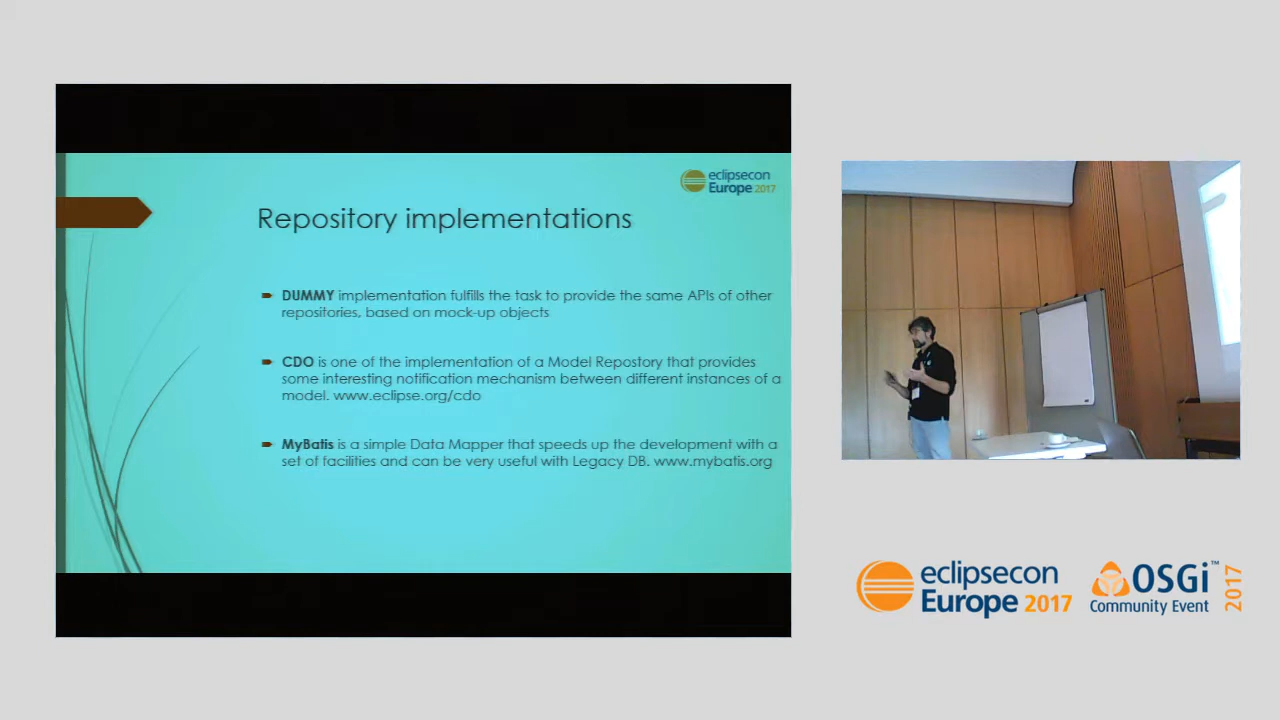 eclipsecon
Europe 2017
Repository implementations
DUMMY implementation fulfills the task to provide the same APIs of other
repositories, based on mock-up objects
CDO is one of the implementation of a Model Repostory that provides
some interesting notification mechanism between different instances of a
model. www.eclipse.org/cdo
MyBatis is a simple Data Mapper that speeds up the development with a
set of facilities and can be very useful with Legacy DB. www.mybatis.org
eclipsecon
Europe 2017
OSGi™
Community Event
2017